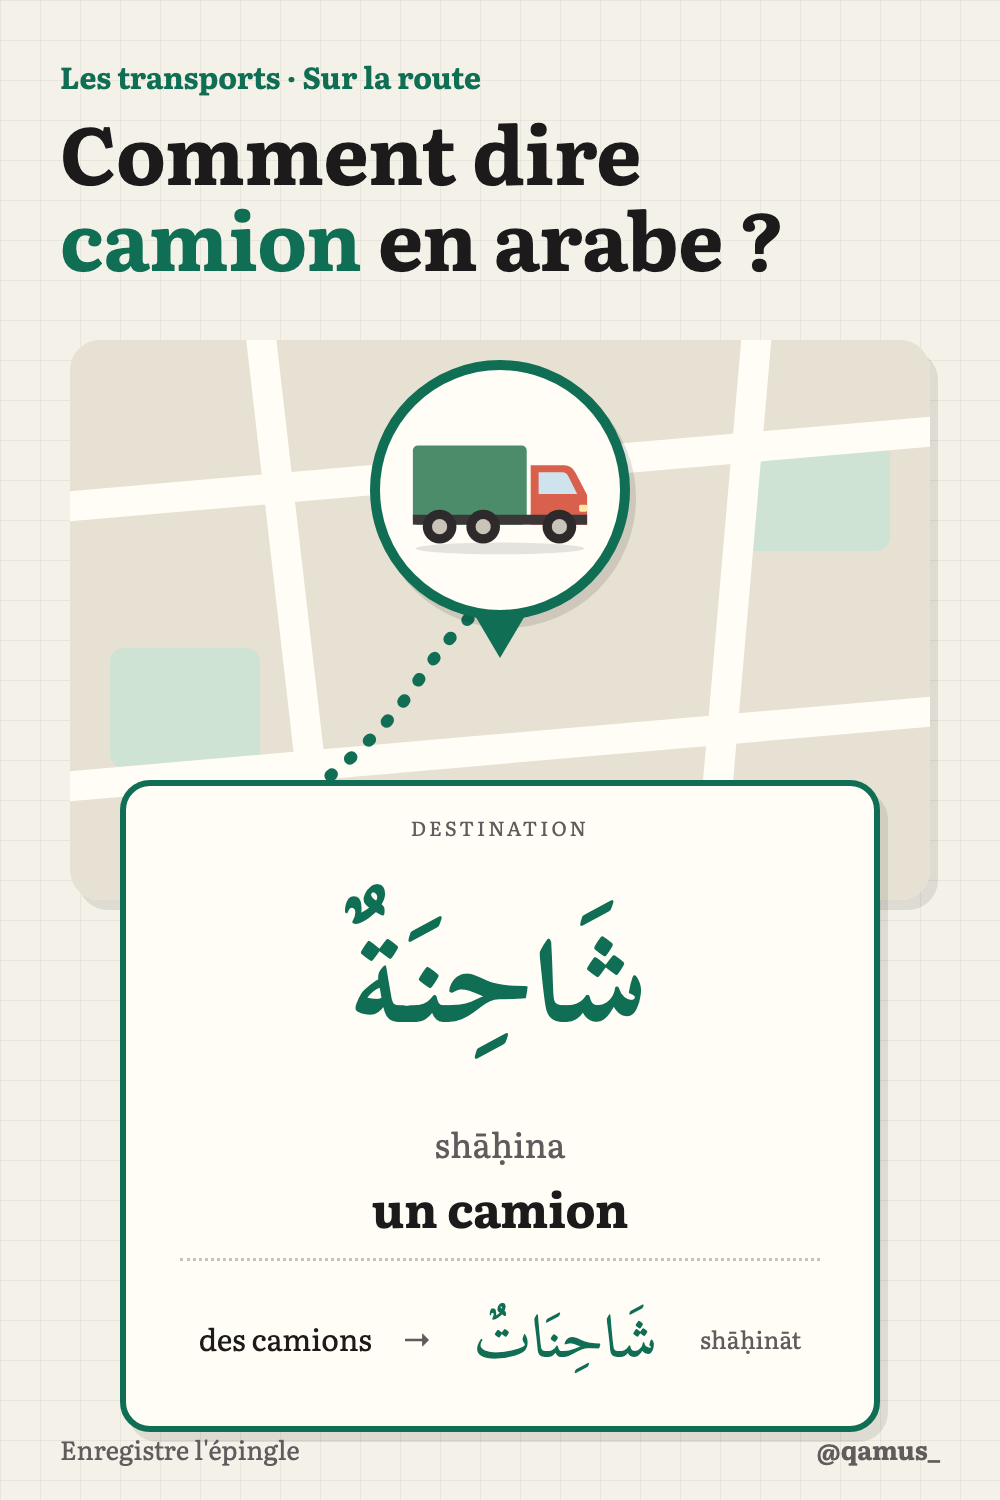 Les transports · Sur la route
Comment dire
camion en arabe ?
DESTINATION
شَاحِنَةٌ
shāḥina
un camion
des camions → شَاحِنَاتٌ shāḥināt
Enregistre l'épingle
@qamus_